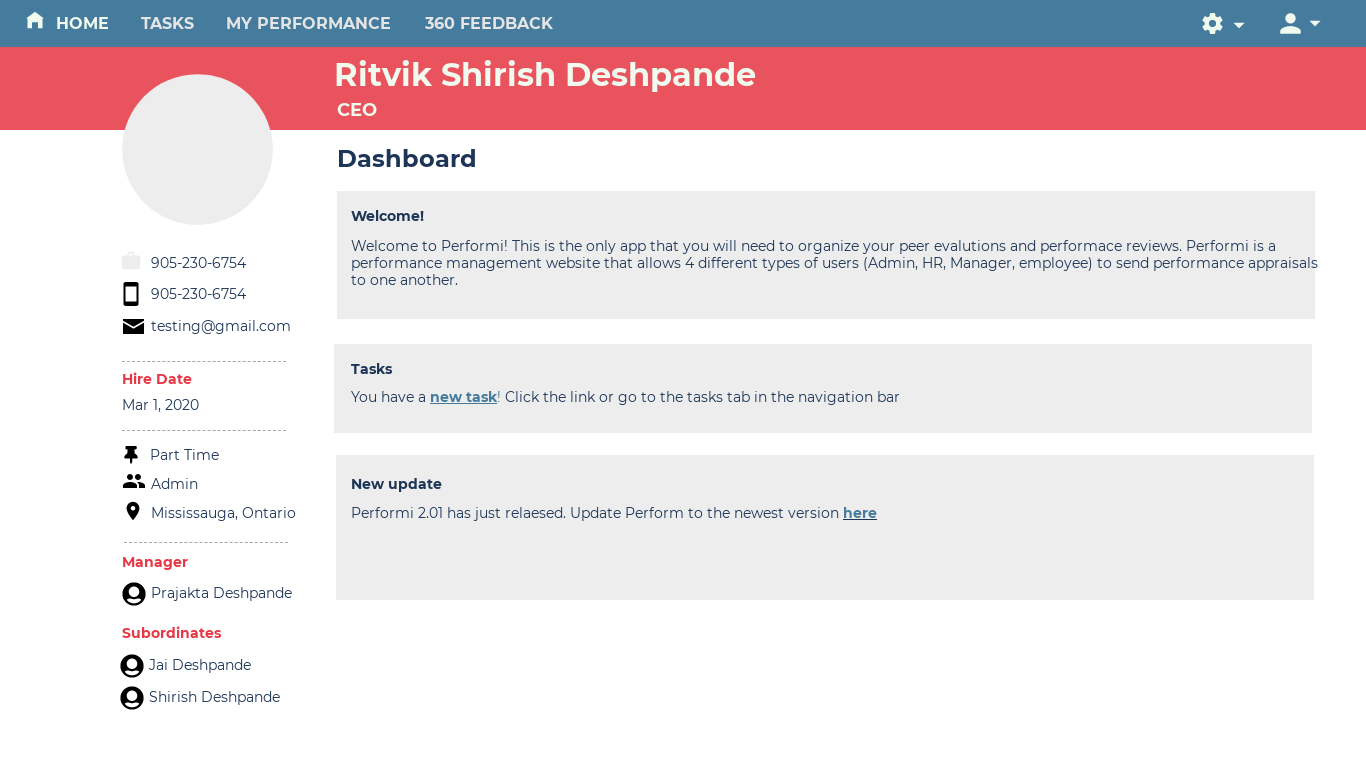 HOME TASKS MY PERFORMANCE 360 FEEDBACK
Ritvik Shirish Deshpande
CEO
905-230-6754
905-230-6754
testing@gmail.com
Hire Date
Mar 1, 2020
Part Time
Admin
Mississauga, Ontario
Manager
Prajakta Deshpande
Subordinates
Jai Deshpande
Shirish Deshpande
Dashboard
Welcome!
Welcome to Performi! This is the only app that you will need to organize your peer evalutions and performace reviews. Performi is a
performance management website that allows 4 different types of users (Admin, HR, Manager, employee) to send performance appraisals
to one another.
Tasks
You have a new task! Click the link or go to the tasks tab in the navigation bar
New update
Performi 2.01 has just relaesed. Update Perform to the newest version here